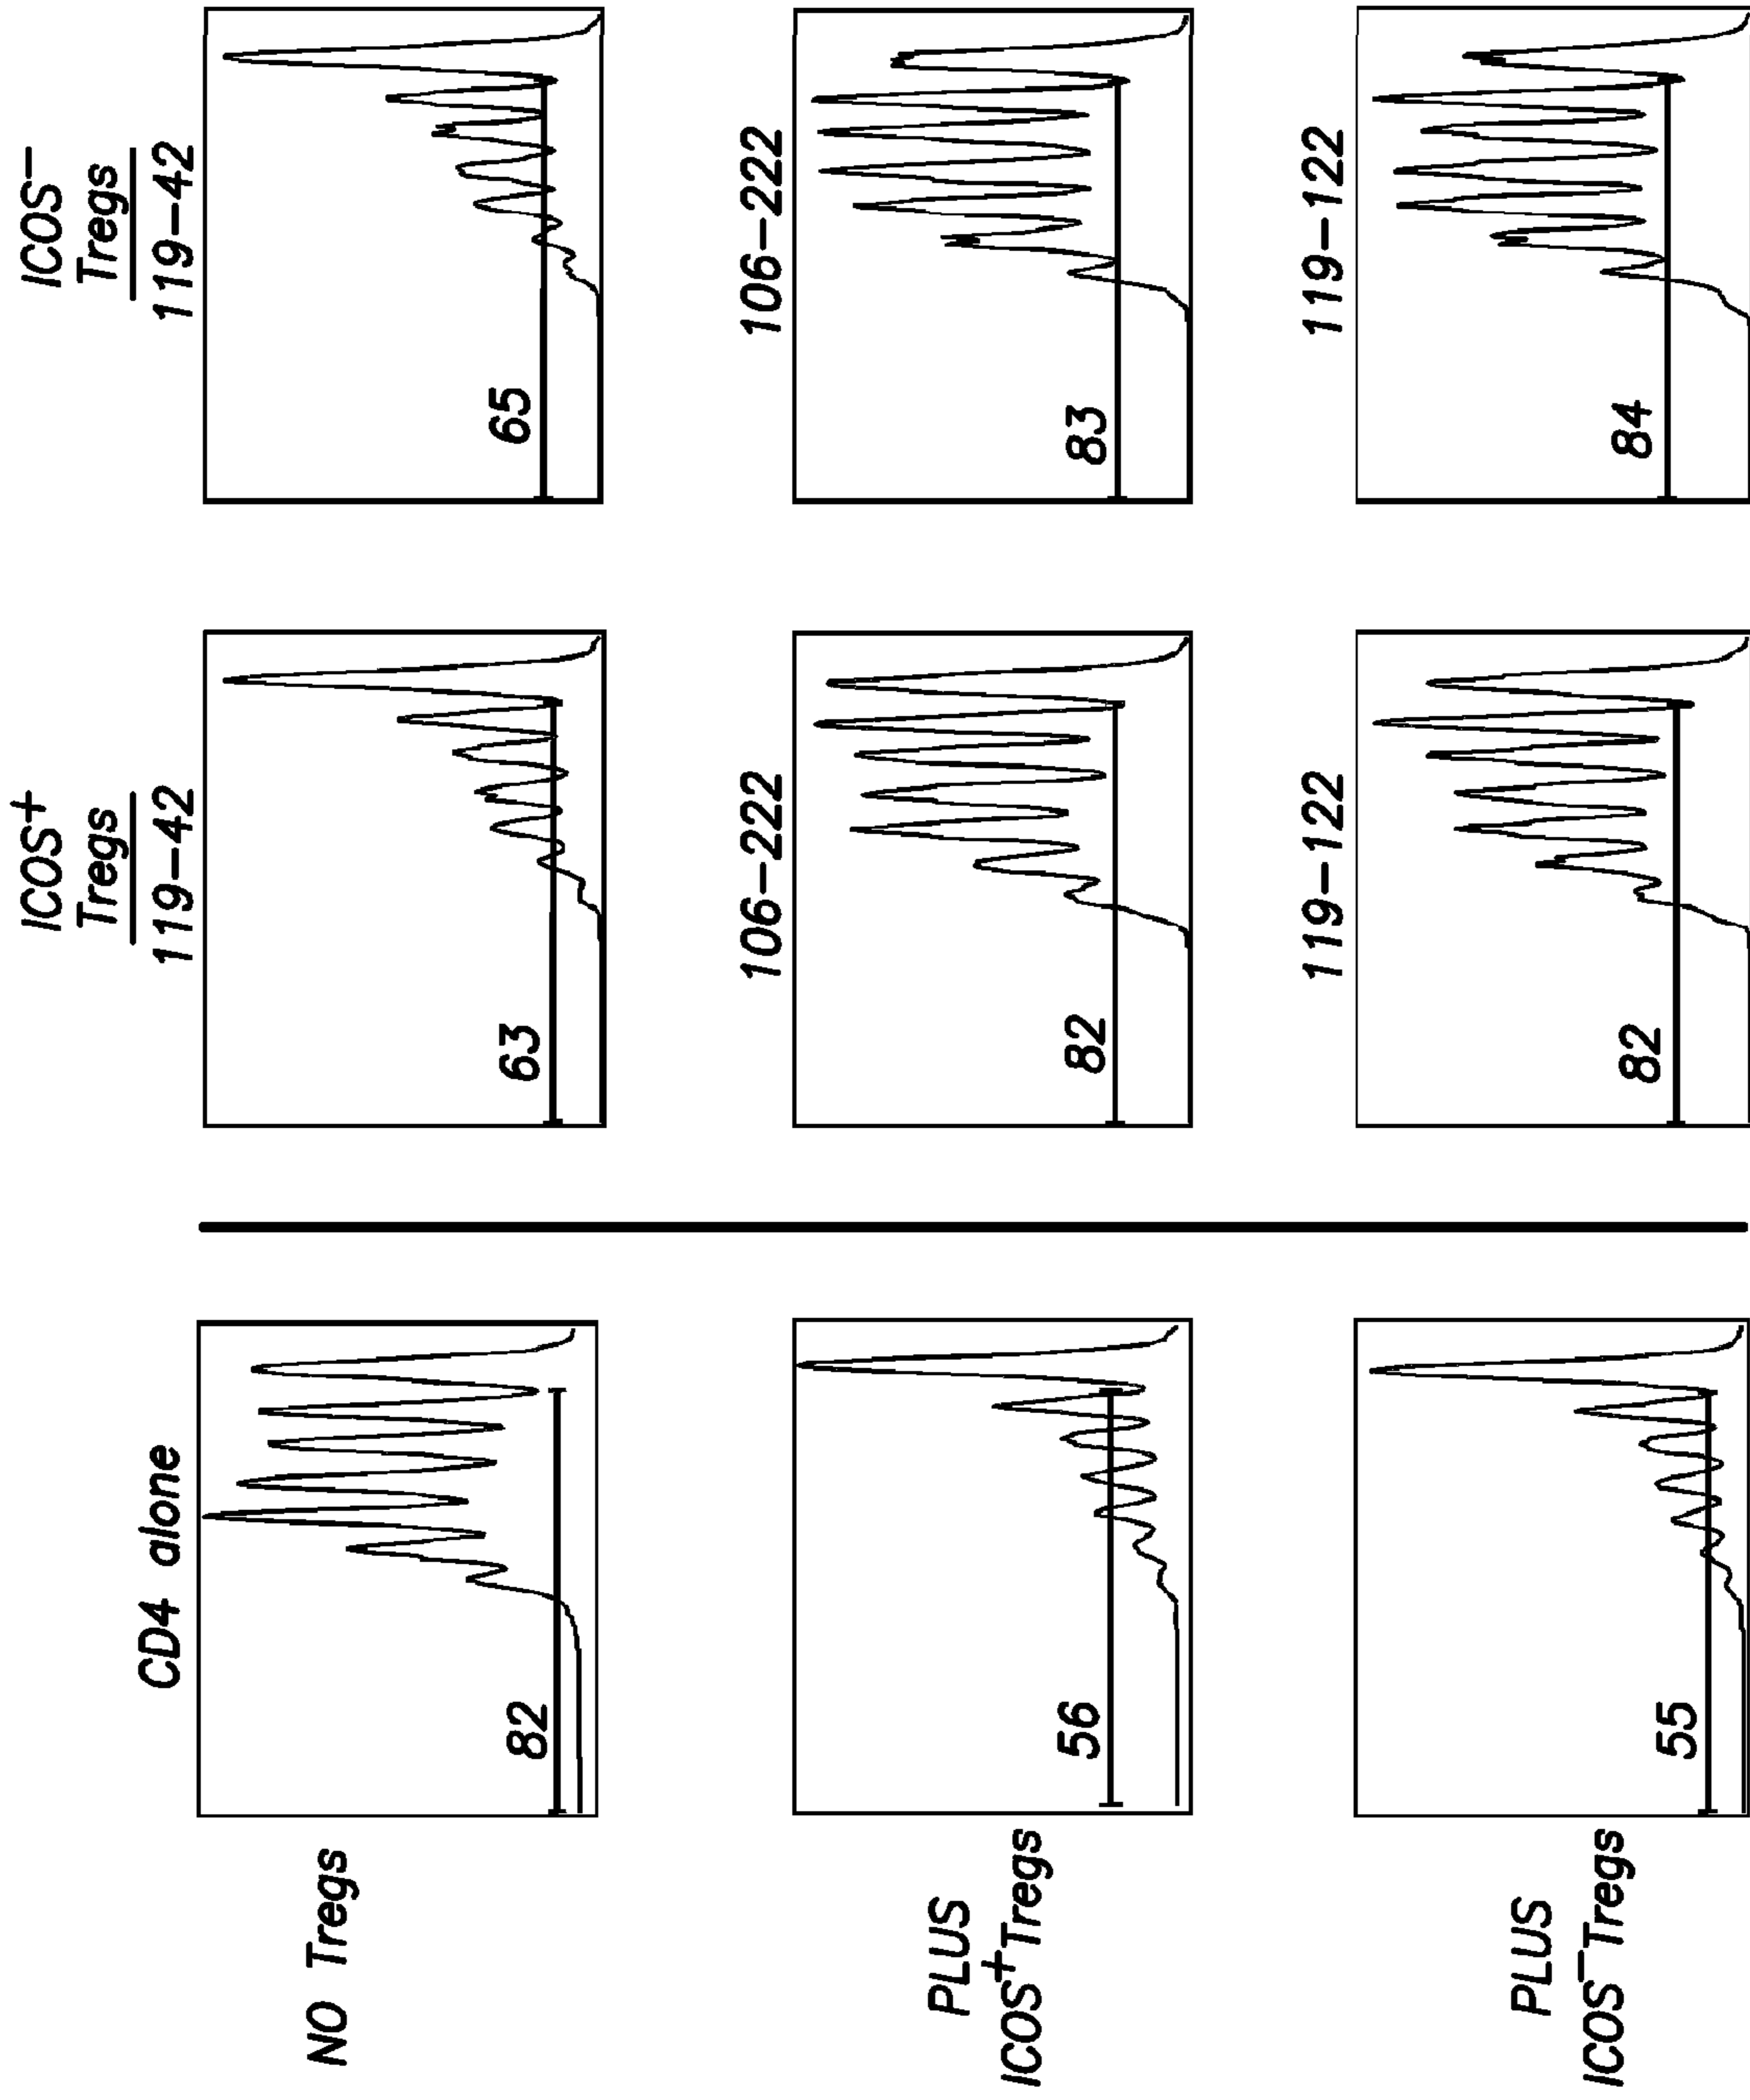 ICOS+
Tregs
ICOS−
Tregs
CD4 alone
119−42
119−42
NO Tregs
82
63
65
106−222
106−222
PLUS
ICOS+Tregs
56
82
83
119−122
119−122
PLUS
ICOS−Tregs
55
82
84